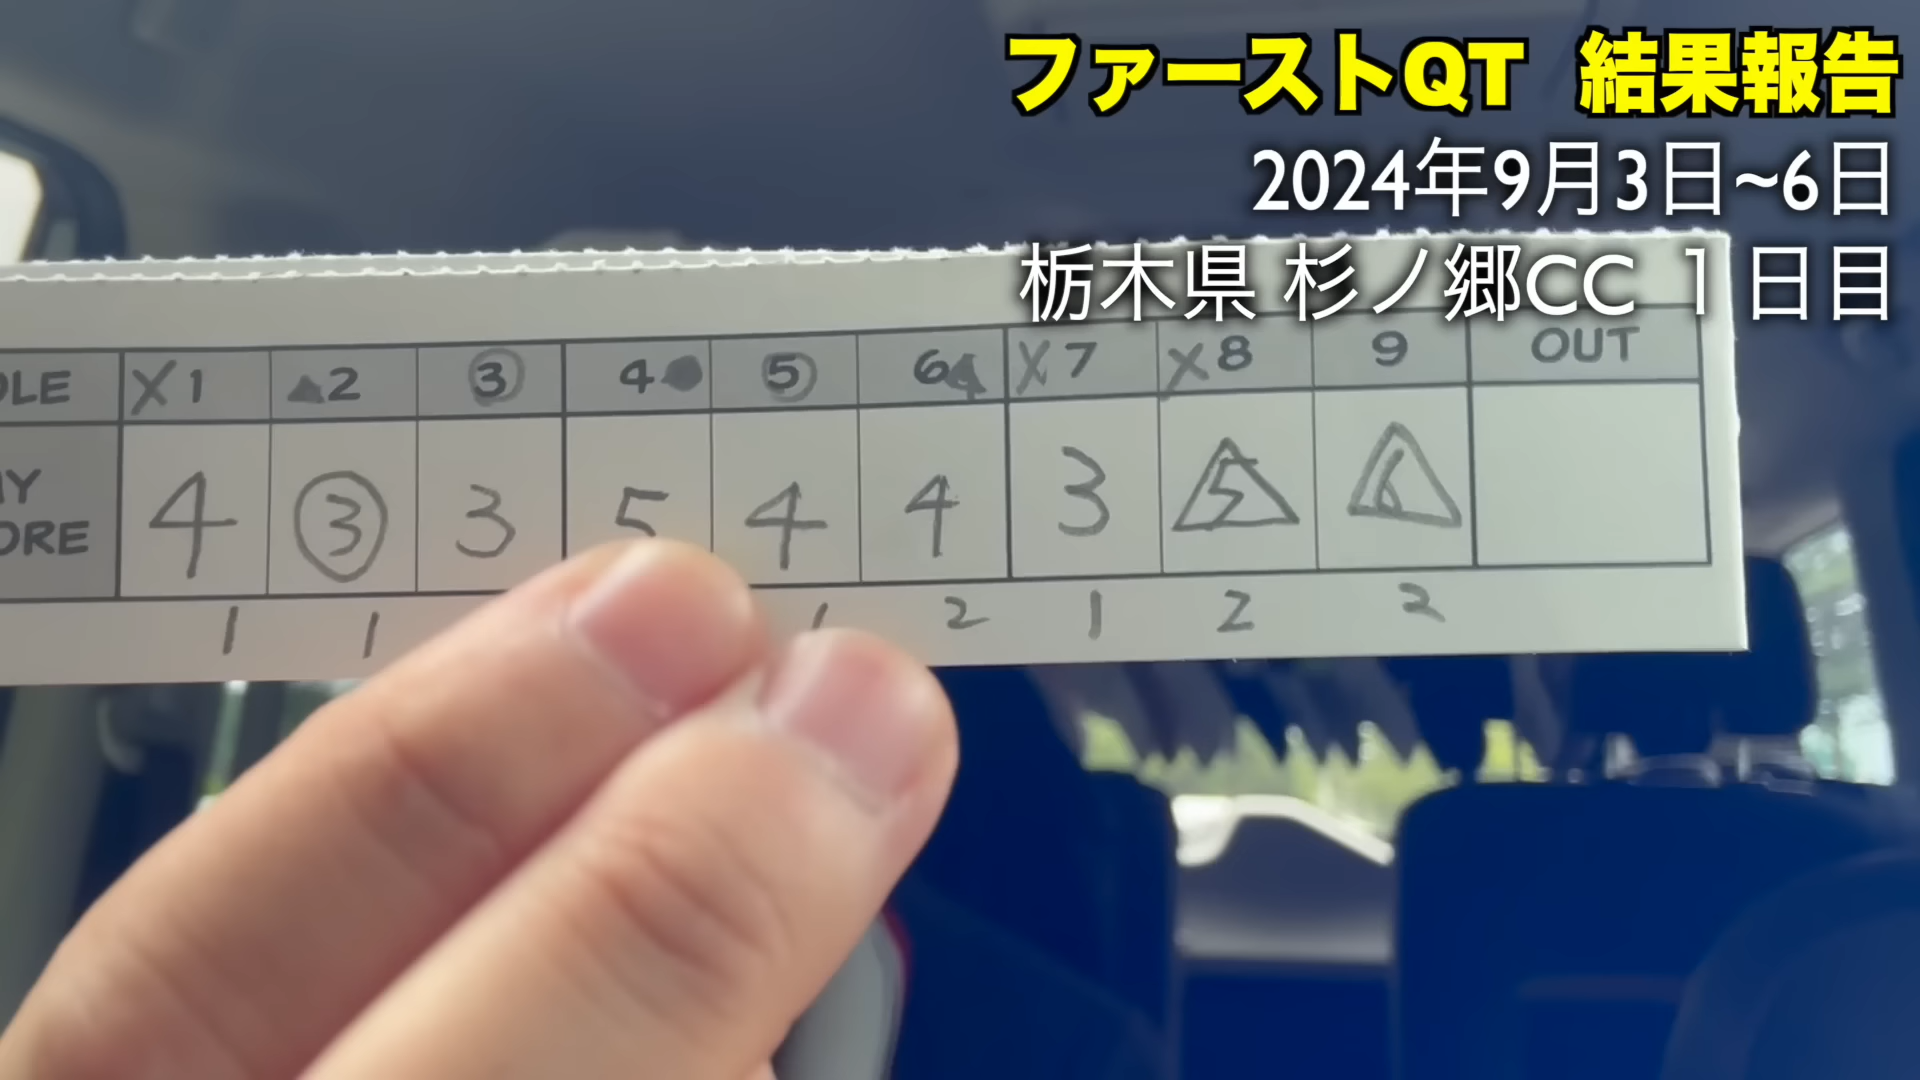 ファーストQT 結果報告
2024年9月3日~6日
栃木県 杉ノ郷CC 1日目
OLE X 1 ▲2 ③ 4● ⑤ 6 X 7 X 8 9 OUT
4 ③ 3 5 4 4 3 5 6
ORE
1 1 1 2 1 2 2